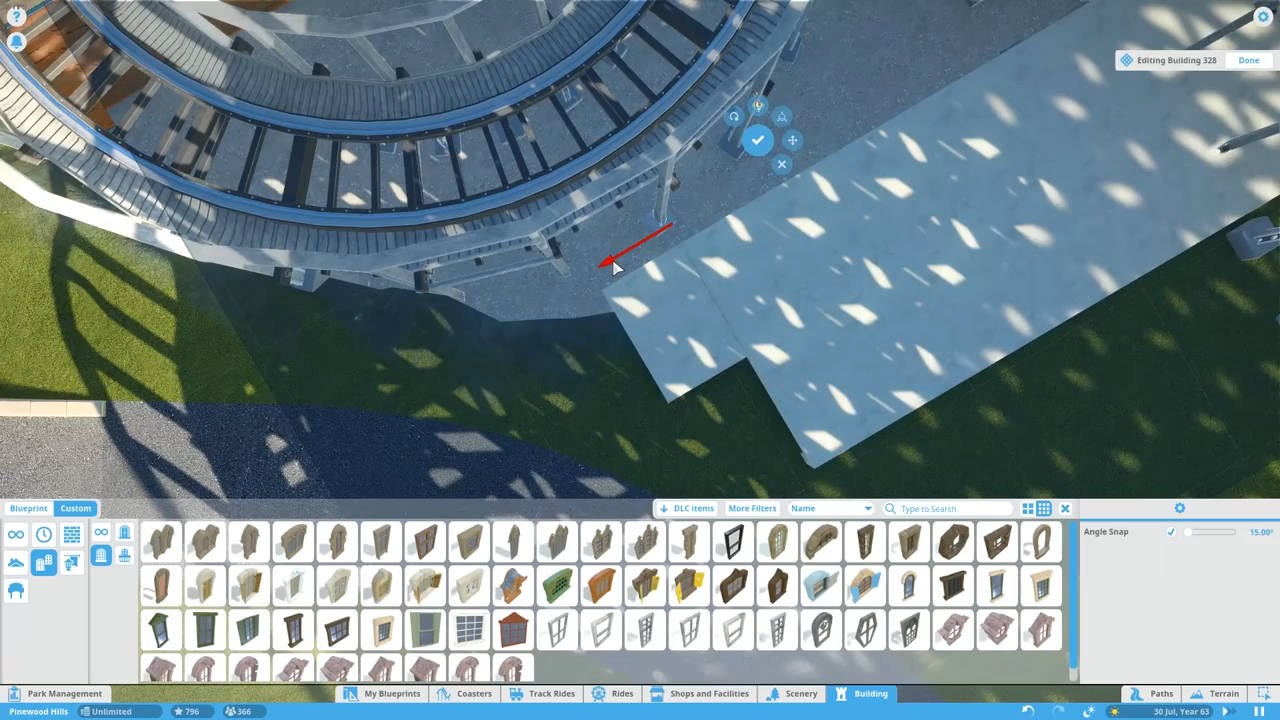 ?
Editing Building 328
Done
Blueprint
Custom
DLC items
More Filters
Name
Type to Search
Angle Snap
15.00°
Park Management
My Blueprints
Coasters
Track Rides
Rides
Shops and Facilities
Scenery
Building
Paths
Terrain
Pinewood Hills
Unlimited
796
366
30 Jul, Year 63